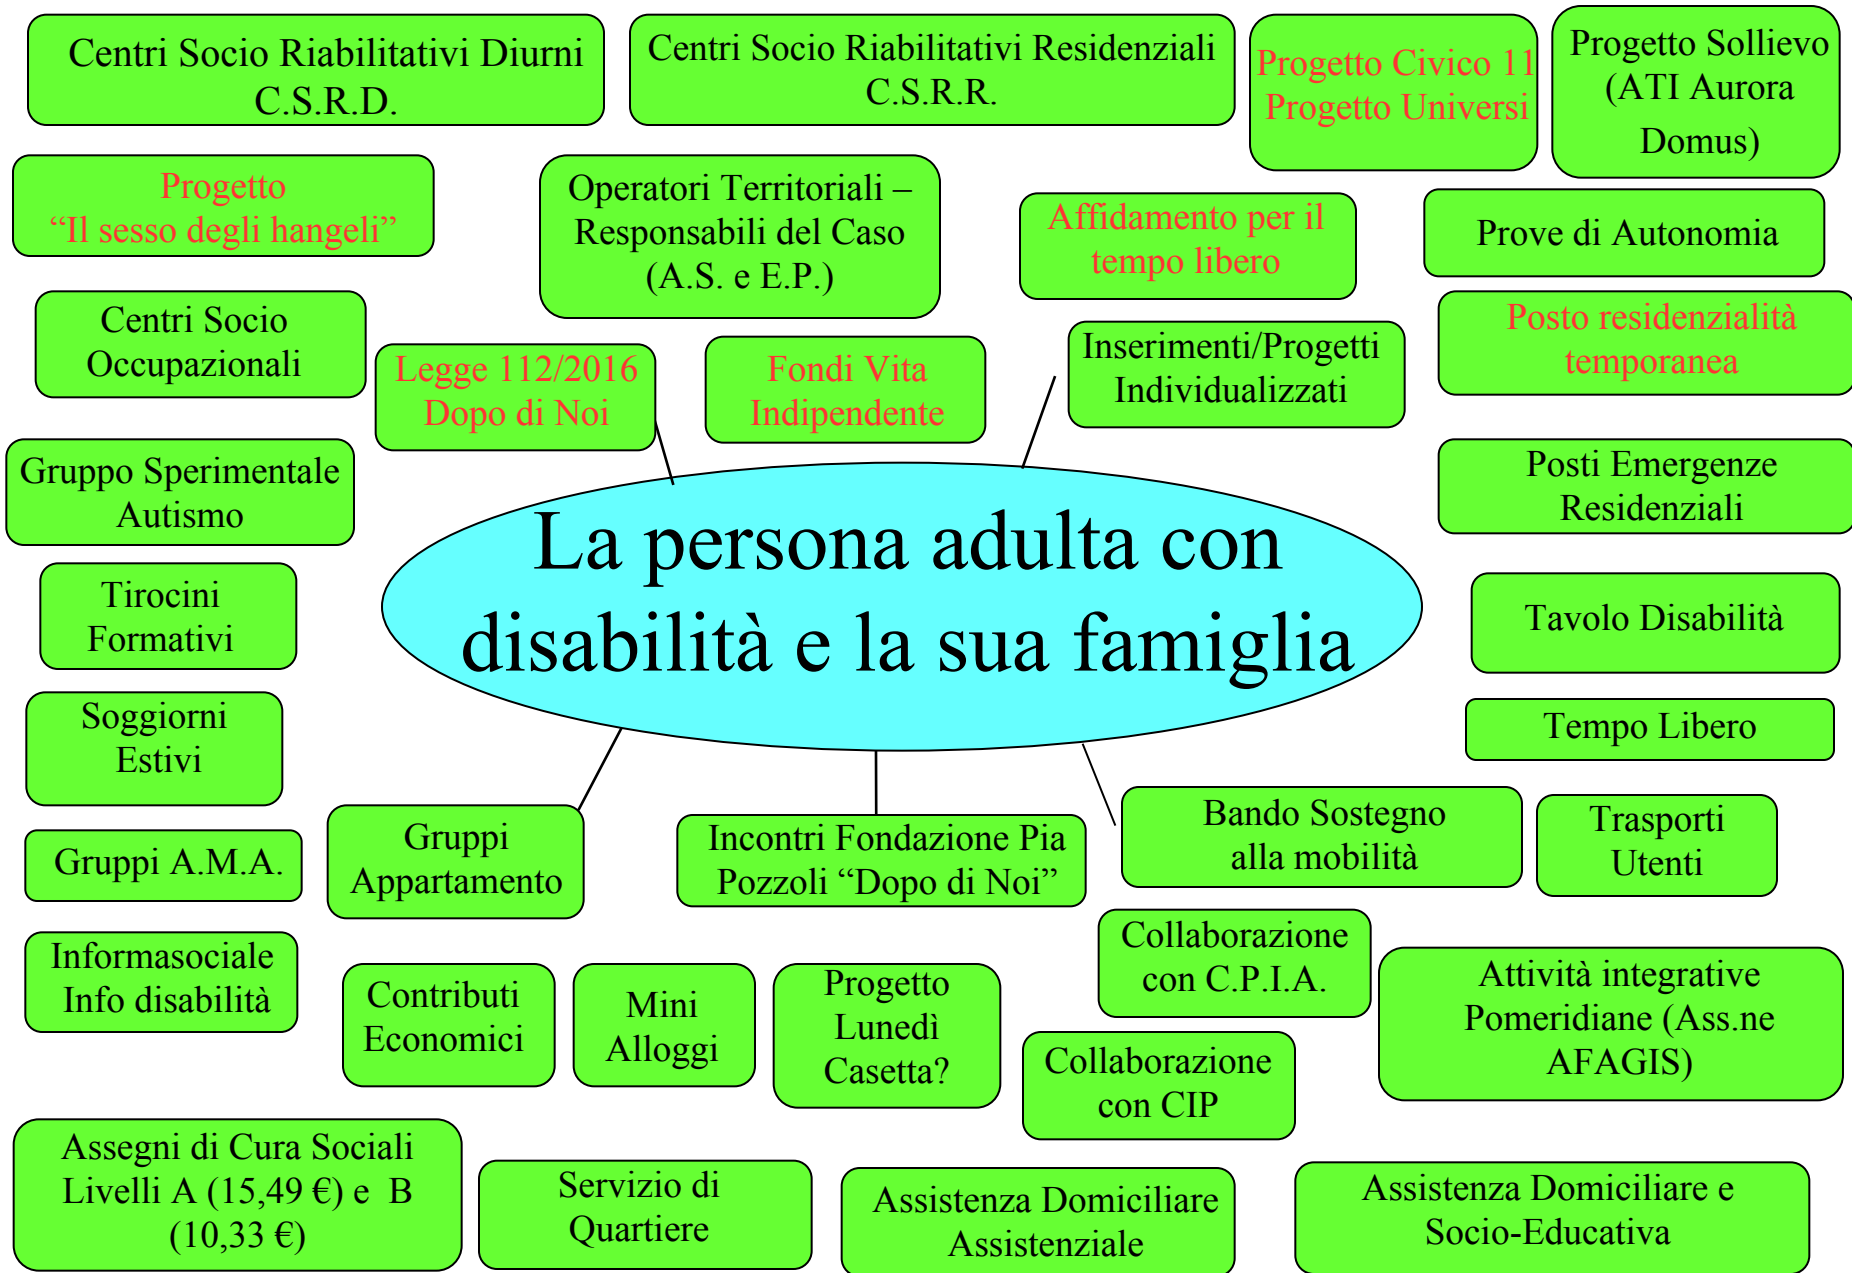 Centri Socio Riabilitativi Diurni
C.S.R.D.
Centri Socio Riabilitativi Residenziali
C.S.R.R.
Progetto Civico 11
Progetto Universi
Progetto Sollievo
(ATI Aurora
Domus)
Progetto
“Il sesso degli hangeli”
Operatori Territoriali –
Responsabili del Caso
(A.S. e E.P.)
Affidamento per il
tempo libero
Prove di Autonomia
Centri Socio
Occupazionali
Legge 112/2016
Dopo di Noi
Fondi Vita
Indipendente
Inserimenti/Progetti
Individualizzati
Posto residenzialità
temporanea
Gruppo Sperimentale
Autismo
Posti Emergenze
Residenziali
La persona adulta con
disabilità e la sua famiglia
Tirocini
Formativi
Tavolo Disabilità
Soggiorni
Estivi
Tempo Libero
Gruppi A.M.A.
Gruppi
Appartamento
Incontri Fondazione Pia
Pozzoli “Dopo di Noi”
Bando Sostegno
alla mobilità
Trasporti
Utenti
Informasociale
Info disabilità
Contributi
Economici
Mini
Alloggi
Progetto
Lunedì
Casetta?
Collaborazione
con C.P.I.A.
Collaborazione
con CIP
Attività integrative
Pomeridiane (Ass.ne
AFAGIS)
Assegni di Cura Sociali
Livelli A (15,49 €) e  B
(10,33 €)
Servizio di
Quartiere
Assistenza Domiciliare
Assistenziale
Assistenza Domiciliare e
Socio-Educativa